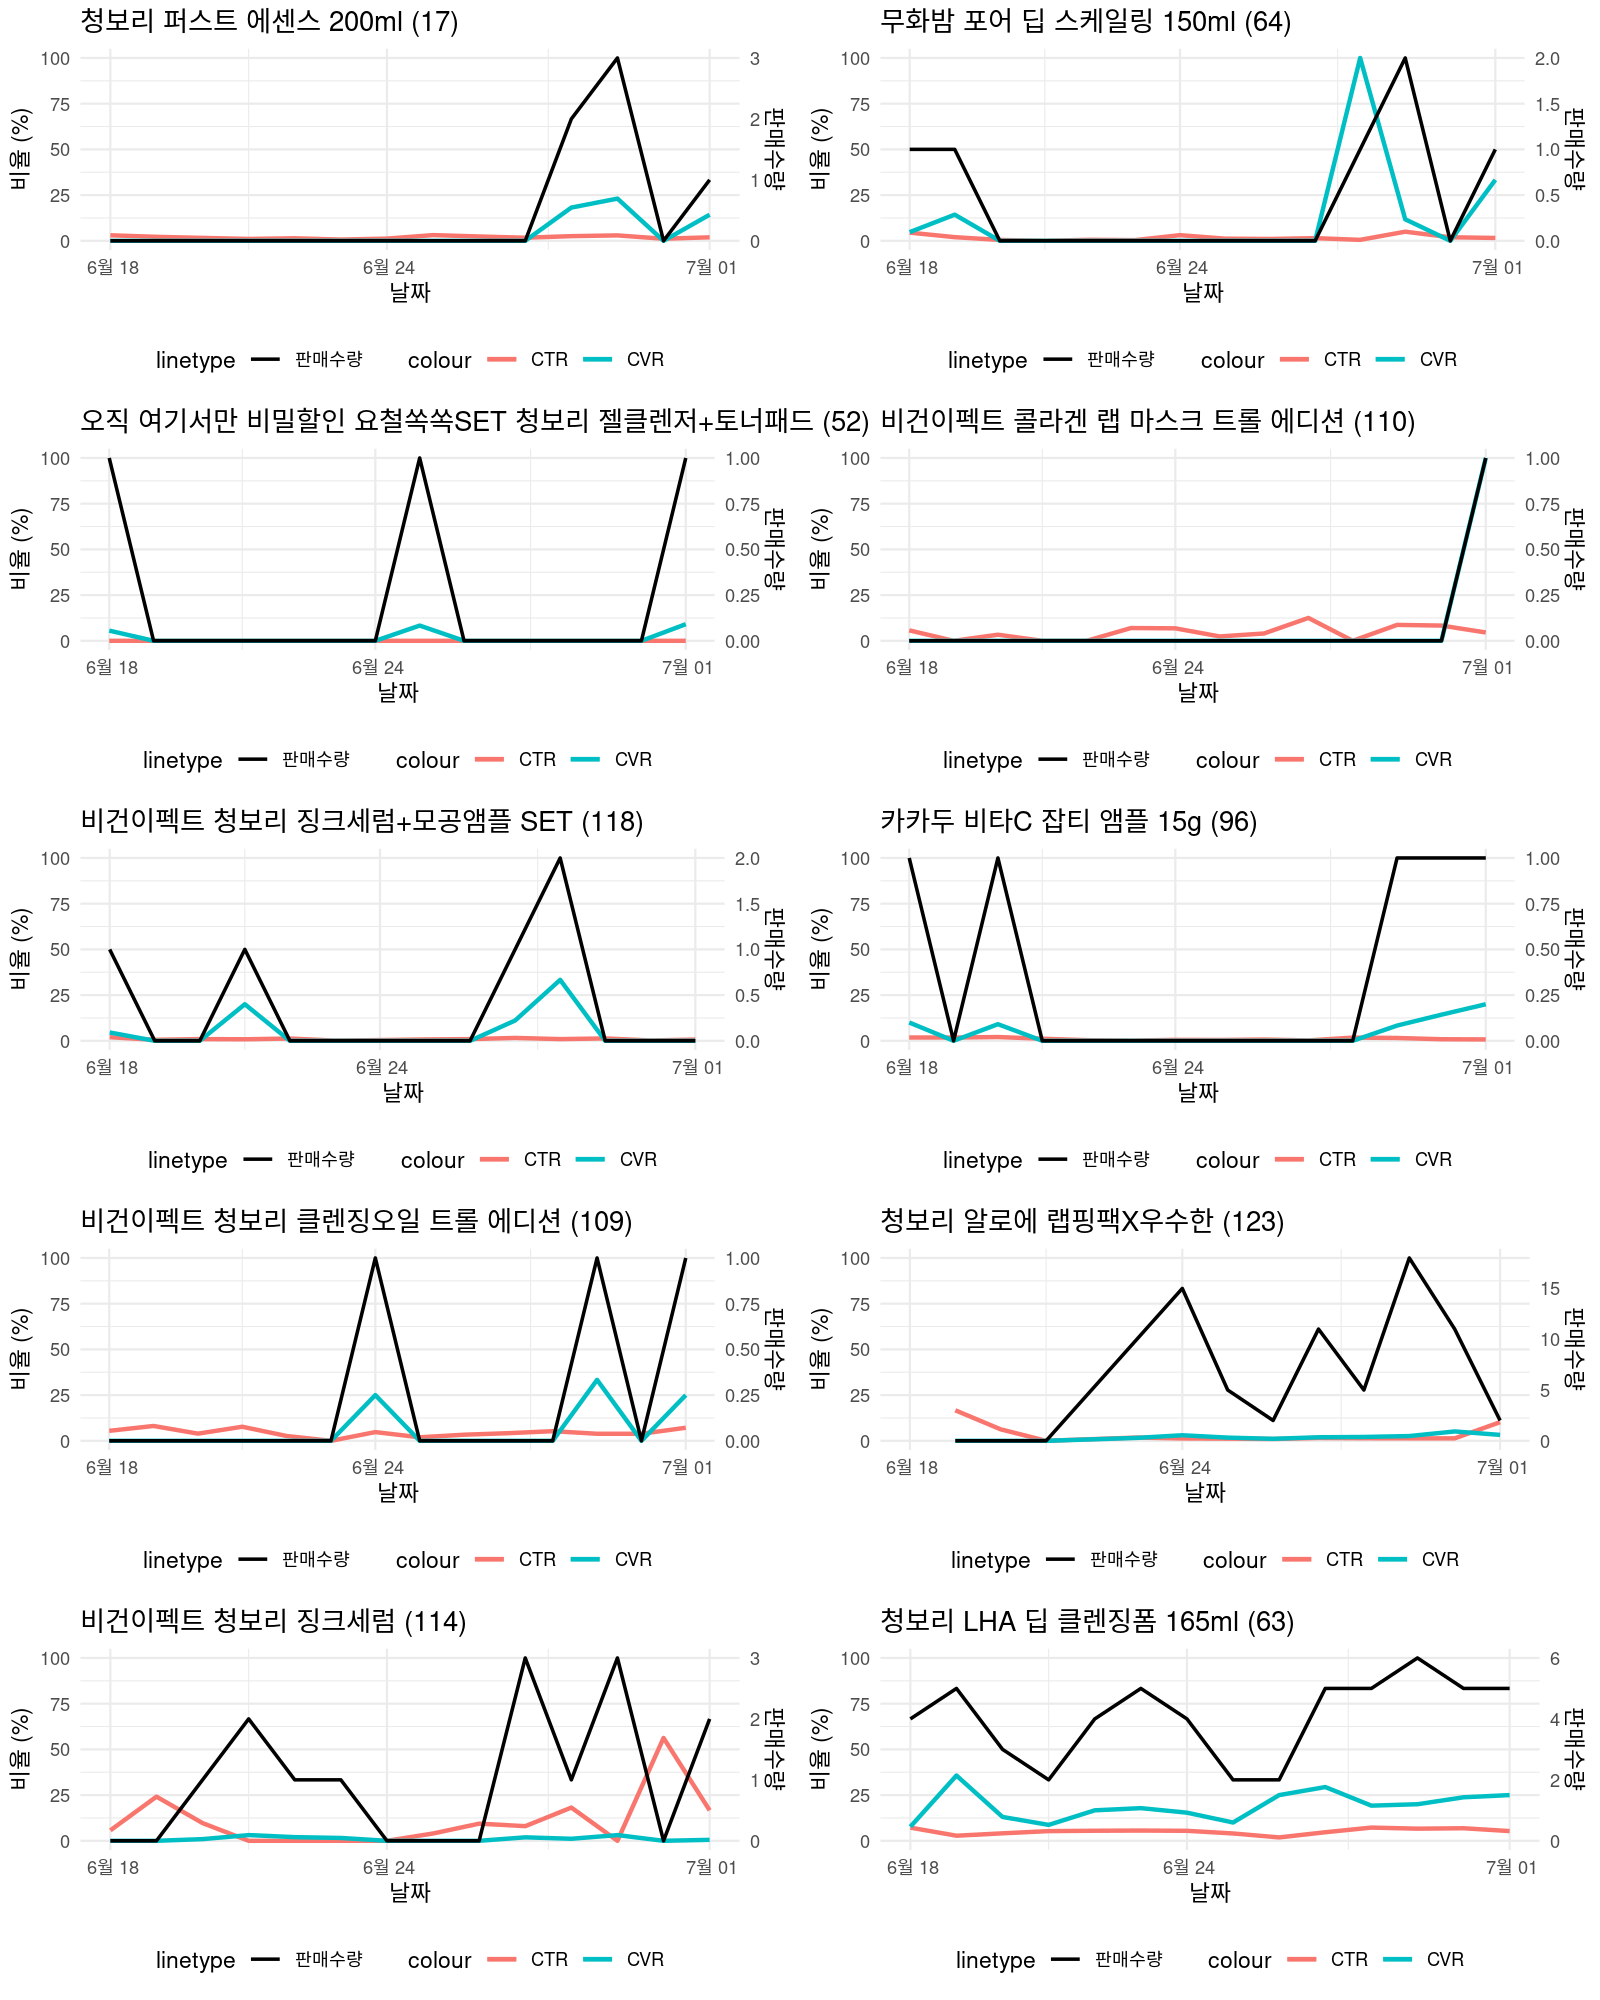 청보리 퍼스트 에센스 200ml (17)
100
75
50
25
0
3
2
1
0
비율 (%)
판매수량
6월 18
6월 24
7월 01
날짜
linetype 판매수량 colour CTR CVR
무화밤 포어 딥 스케일링 150ml (64)
100
75
50
25
0
2.0
1.5
1.0
0.5
0.0
비율 (%)
판매수량
6월 18
6월 24
7월 01
날짜
linetype 판매수량 colour CTR CVR
오직 여기서만 비밀할인 요철쏙쏙SET 청보리 젤클렌저+토너패드 (52)
100
75
50
25
0
1.00
0.75
0.50
0.25
0.00
비율 (%)
판매수량
6월 18
6월 24
7월 01
날짜
linetype 판매수량 colour CTR CVR
비건이펙트 콜라겐 랩 마스크 트롤 에디션 (110)
100
75
50
25
0
1.00
0.75
0.50
0.25
0.00
비율 (%)
판매수량
6월 18
6월 24
7월 01
날짜
linetype 판매수량 colour CTR CVR
비건이펙트 청보리 징크세럼+모공앰플 SET (118)
100
75
50
25
0
2.0
1.5
1.0
0.5
0.0
비율 (%)
판매수량
6월 18
6월 24
7월 01
날짜
linetype 판매수량 colour CTR CVR
카카두 비타C 잡티 앰플 15g (96)
100
75
50
25
0
1.00
0.75
0.50
0.25
0.00
비율 (%)
판매수량
6월 18
6월 24
7월 01
날짜
linetype 판매수량 colour CTR CVR
비건이펙트 청보리 클렌징오일 트롤 에디션 (109)
100
75
50
25
0
1.00
0.75
0.50
0.25
0.00
비율 (%)
판매수량
6월 18
6월 24
7월 01
날짜
linetype 판매수량 colour CTR CVR
청보리 알로에 랩핑팩X우수한 (123)
100
75
50
25
0
15
10
5
0
비율 (%)
판매수량
6월 18
6월 24
7월 01
날짜
linetype 판매수량 colour CTR CVR
비건이펙트 청보리 징크세럼 (114)
100
75
50
25
0
3
2
1
0
비율 (%)
판매수량
6월 18
6월 24
7월 01
날짜
linetype 판매수량 colour CTR CVR
청보리 LHA 딥 클렌징폼 165ml (63)
100
75
50
25
0
6
4
2
0
비율 (%)
판매수량
6월 18
6월 24
7월 01
날짜
linetype 판매수량 colour CTR CVR